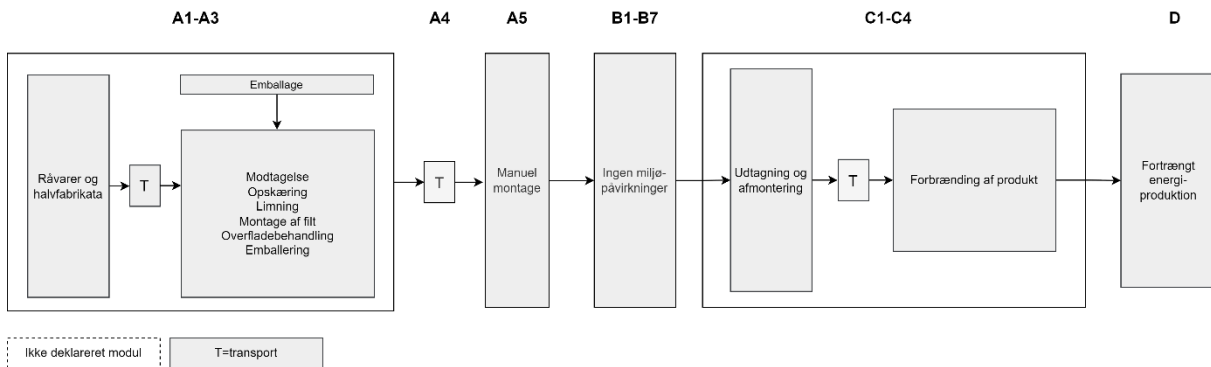 A1-A3
A4
A5
B1-B7
C1-C4
D
Råvarer og
halvfabrikata
T
Emballage
Modtagelse
Opskæring
Limning
Montage af filt
Overfladebehandling
Emballering
T
Manuel
montage
Ingen miljø-
påvirkninger
Udtagning og
afmontering
T
Forbrænding af produkt
Fortrængt
energi-
produktion
Ikke deklareret modul
T=transport